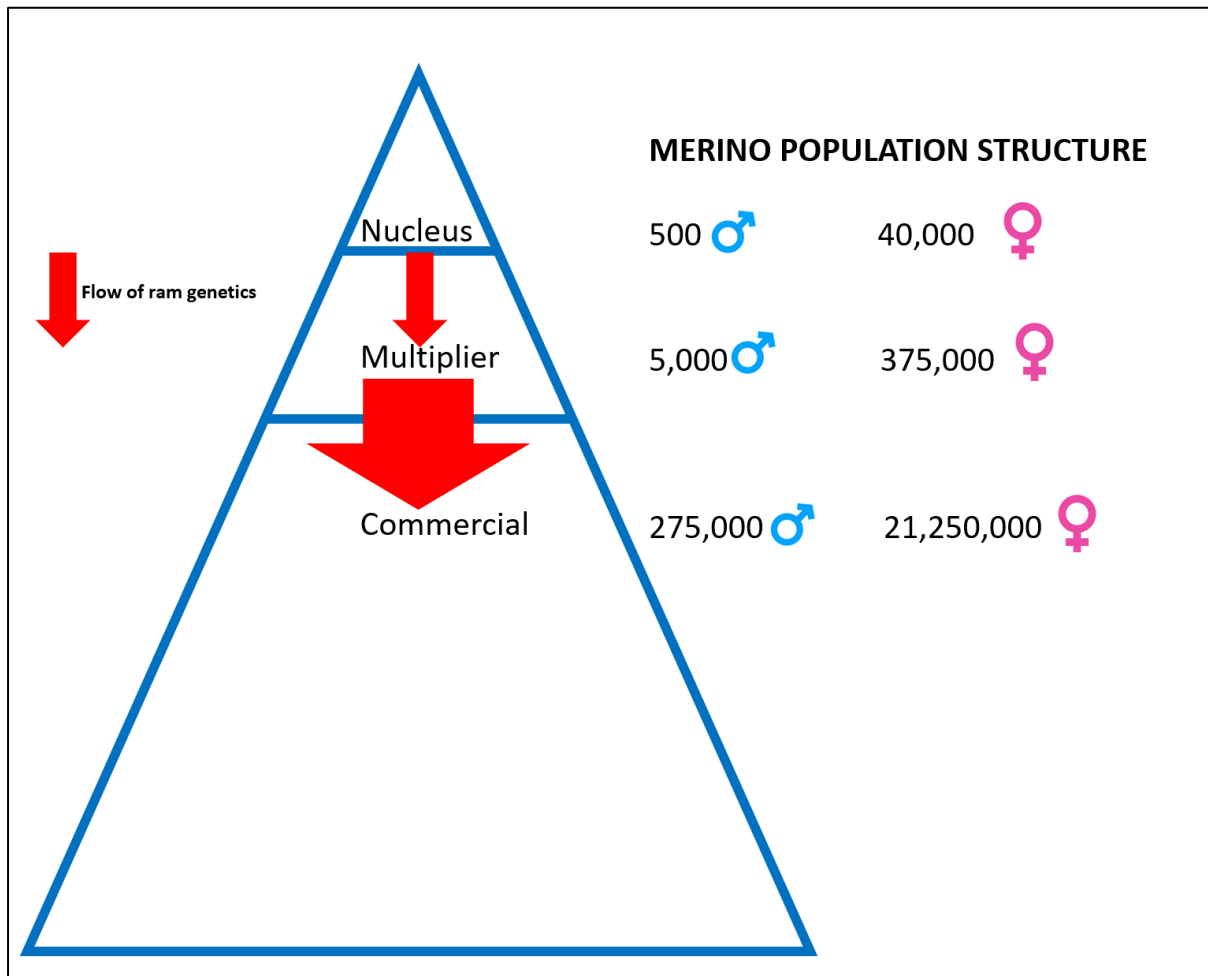 MERINO POPULATION STRUCTURE
Nucleus
500 ♂ 40,000 ♀
Flow of ram genetics
Multiplier
5,000 ♂ 375,000 ♀
Commercial
275,000 ♂ 21,250,000 ♀